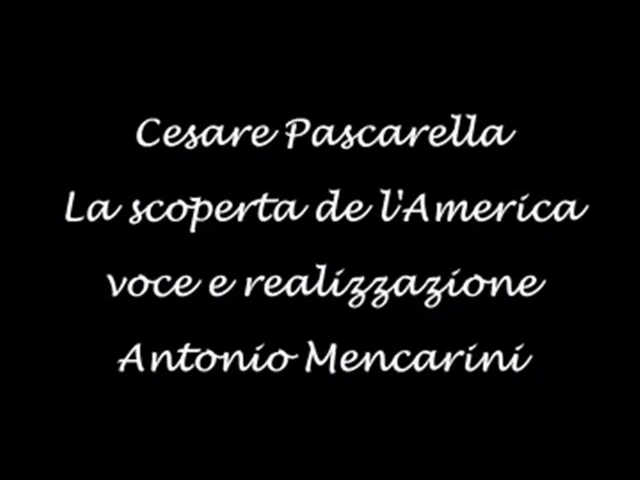 Cesare Pascarella
La scoperta de l'America
voce e realizzazione
Antonio Mencarini